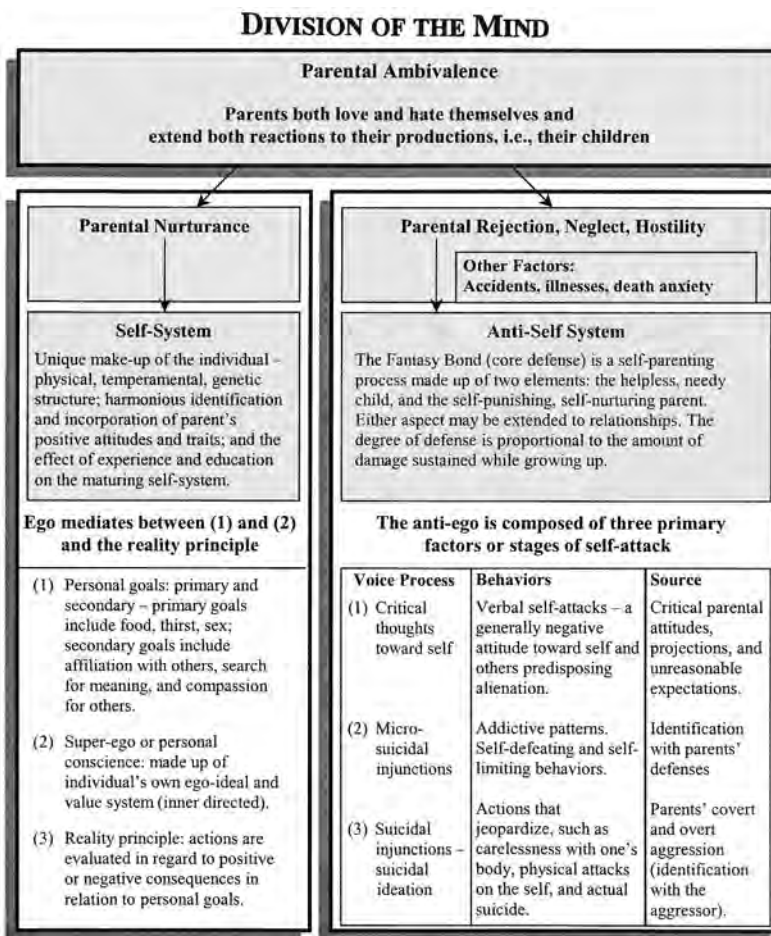 DIVISION OF THE MIND
Parental Ambivalence
Parents both love and hate themselves and
extend both reactions to their productions, i.e., their children
Parental Nurturance
Self-System
Unique make-up of the individual –
physical, temperamental, genetic
structure; harmonious identification
and incorporation of parent's
positive attitudes and traits; and the
effect of experience and education
on the maturing self-system.
Ego mediates between (1) and (2)
and the reality principle
(1) Personal goals: primary and
secondary – primary goals
include food, thirst, sex;
secondary goals include
affiliation with others, search
for meaning, and compassion
for others.
(2) Super-ego or personal
conscience: made up of
individual's own ego-ideal and
value system (inner directed).
(3) Reality principle: actions are
evaluated in regard to positive
or negative consequences in
relation to personal goals.
Parental Rejection, Neglect, Hostility
Other Factors:
Accidents, illnesses, death anxiety
Anti-Self System
The Fantasy Bond (core defense) is a self-parenting
process made up of two elements: the helpless, needy
child, and the self-punishing, self-nurturing parent.
Either aspect may be extended to relationships. The
degree of defense is proportional to the amount of
damage sustained while growing up.
The anti-ego is composed of three primary
factors or stages of self-attack
Voice Process
Behaviors
Source
(1) Critical
thoughts
toward self
Verbal self-attacks – a
generally negative
attitude toward self and
others predisposing
alienation.
Critical parental
attitudes,
projections, and
unreasonable
expectations.
(2) Micro-
suicidal
injunctions
Addictive patterns.
Self-defeating and self-
limiting behaviors.
Identification
with parents'
defenses
(3) Suicidal
injunctions –
suicidal
ideation
Actions that
jeopardize, such as
carelessness with one's
body, physical attacks
on the self, and actual
suicide.
Parents' covert
and overt
aggression
(identification
with the
aggressor).